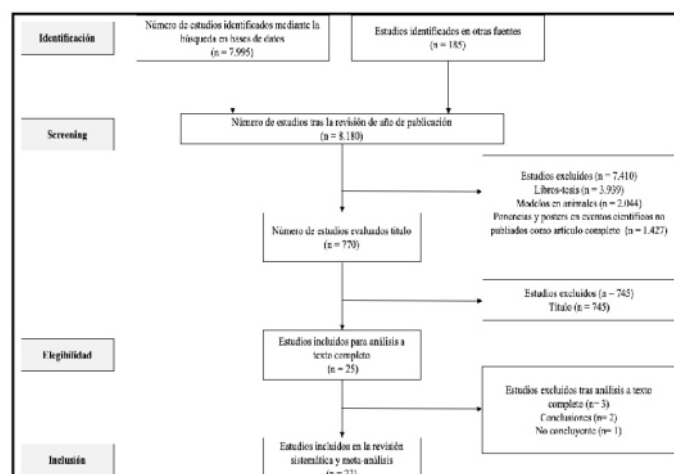 Identificación
Número de estudios identificados mediante la
búsqueda en bases de datos
(n = 7.995)
Estudios identificados en otras fuentes
(n = 185)
Screening
Número de estudios tras la revisión de año de publicación
(n = 8.180)
Estudios excluidos (n = 7.410)
Libros-tesis (n = 3.939)
Modelos en animales (n = 2.044)
Ponencias y posters en eventos científicos no
publiados como artículo completo (n = 1.427)
Número de estudios evaluados título
(n = 770)
Estudios excluidos (n = 745)
Título (n = 745)
Elegibilidad
Estudios incluidos para análisis a
texto completo
(n = 25)
Estudios excluidos tras análisis a texto
completo (n= 3)
Conclusiones (n= 2)
No concluyente (n= 1)
Inclusión
Estudios incluidos en la revisión
sistemática y meta-análisis